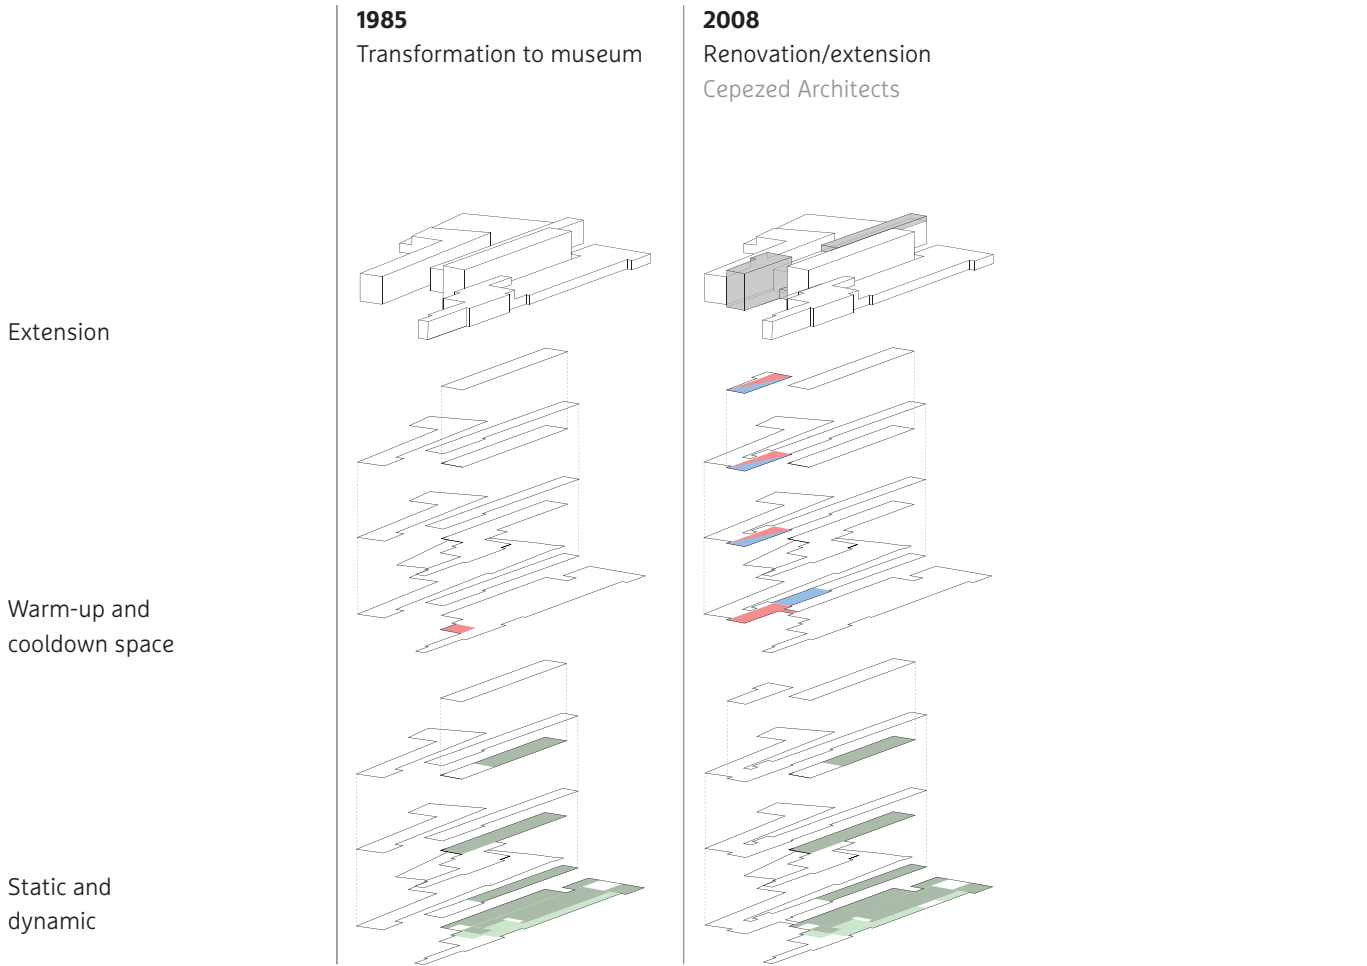 1985
Transformation to museum
2008
Renovation/extension
Cepezed Architects
Extension
Warm-up and
cooldown space
Static and
dynamic